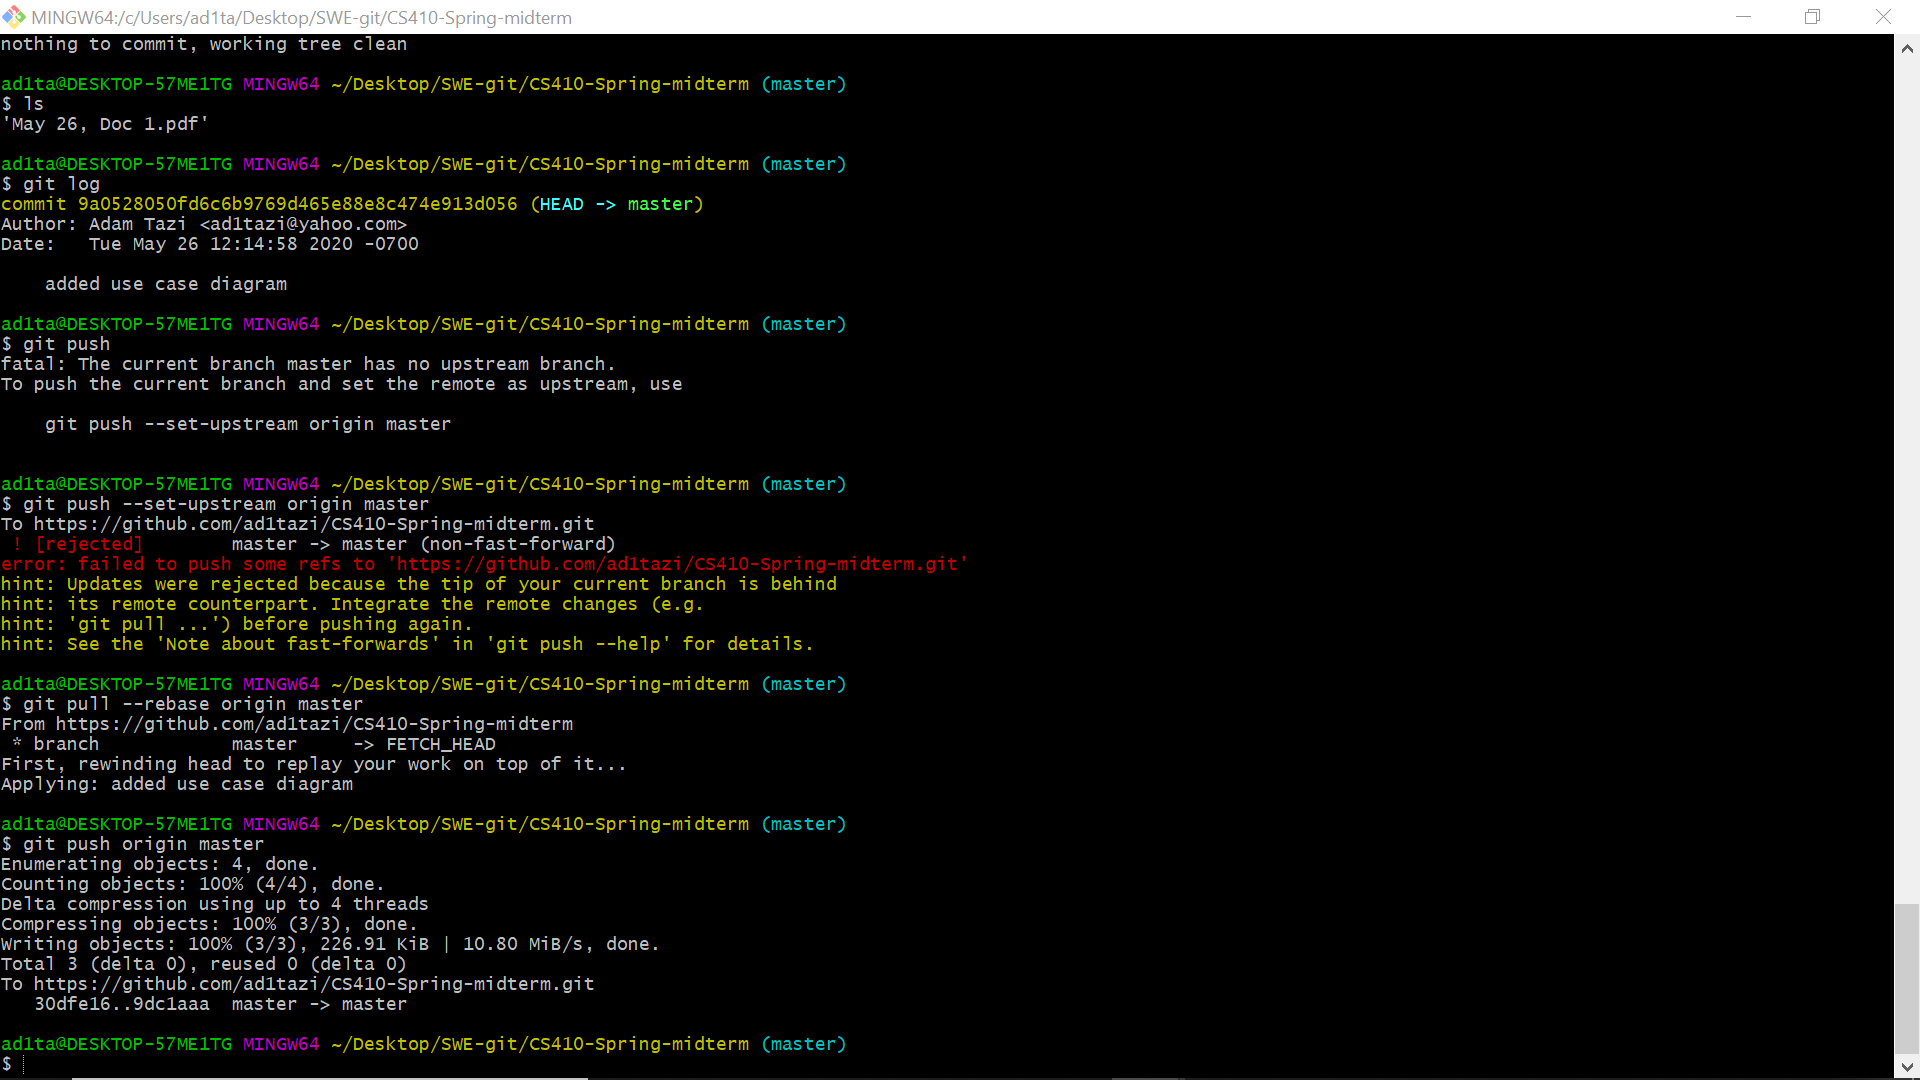 MINGW64:/c/Users/ad1ta/Desktop/SWE-git/CS410-Spring-midterm
nothing to commit, working tree clean
ad1ta@DESKTOP-57ME1TG MINGW64 ~/Desktop/SWE-git/CS410-Spring-midterm (master)
$ ls
'May 26, Doc 1.pdf'
ad1ta@DESKTOP-57ME1TG MINGW64 ~/Desktop/SWE-git/CS410-Spring-midterm (master)
$ git log
commit 9a0528050fd6c6b9769d465e88e8c474e913d056 (HEAD -> master)
Author: Adam Tazi <ad1tazi@yahoo.com>
Date:   Tue May 26 12:14:58 2020 -0700
    added use case diagram
ad1ta@DESKTOP-57ME1TG MINGW64 ~/Desktop/SWE-git/CS410-Spring-midterm (master)
$ git push
fatal: The current branch master has no upstream branch.
To push the current branch and set the remote as upstream, use
    git push --set-upstream origin master
ad1ta@DESKTOP-57ME1TG MINGW64 ~/Desktop/SWE-git/CS410-Spring-midterm (master)
$ git push --set-upstream origin master
To https://github.com/ad1tazi/CS410-Spring-midterm.git
 ! [rejected]        master -> master (non-fast-forward)
error: failed to push some refs to 'https://github.com/ad1tazi/CS410-Spring-midterm.git'
hint: Updates were rejected because the tip of your current branch is behind
hint: its remote counterpart. Integrate the remote changes (e.g.
hint: 'git pull ...') before pushing again.
hint: See the 'Note about fast-forwards' in 'git push --help' for details.
ad1ta@DESKTOP-57ME1TG MINGW64 ~/Desktop/SWE-git/CS410-Spring-midterm (master)
$ git pull --rebase origin master
From https://github.com/ad1tazi/CS410-Spring-midterm
 * branch            master     -> FETCH_HEAD
First, rewinding head to replay your work on top of it...
Applying: added use case diagram
ad1ta@DESKTOP-57ME1TG MINGW64 ~/Desktop/SWE-git/CS410-Spring-midterm (master)
$ git push origin master
Enumerating objects: 4, done.
Counting objects: 100% (4/4), done.
Delta compression using up to 4 threads
Compressing objects: 100% (3/3), done.
Writing objects: 100% (3/3), 226.91 KiB | 10.80 MiB/s, done.
Total 3 (delta 0), reused 0 (delta 0)
To https://github.com/ad1tazi/CS410-Spring-midterm.git
   30dfe16..9dc1aaa  master -> master
ad1ta@DESKTOP-57ME1TG MINGW64 ~/Desktop/SWE-git/CS410-Spring-midterm (master)
$